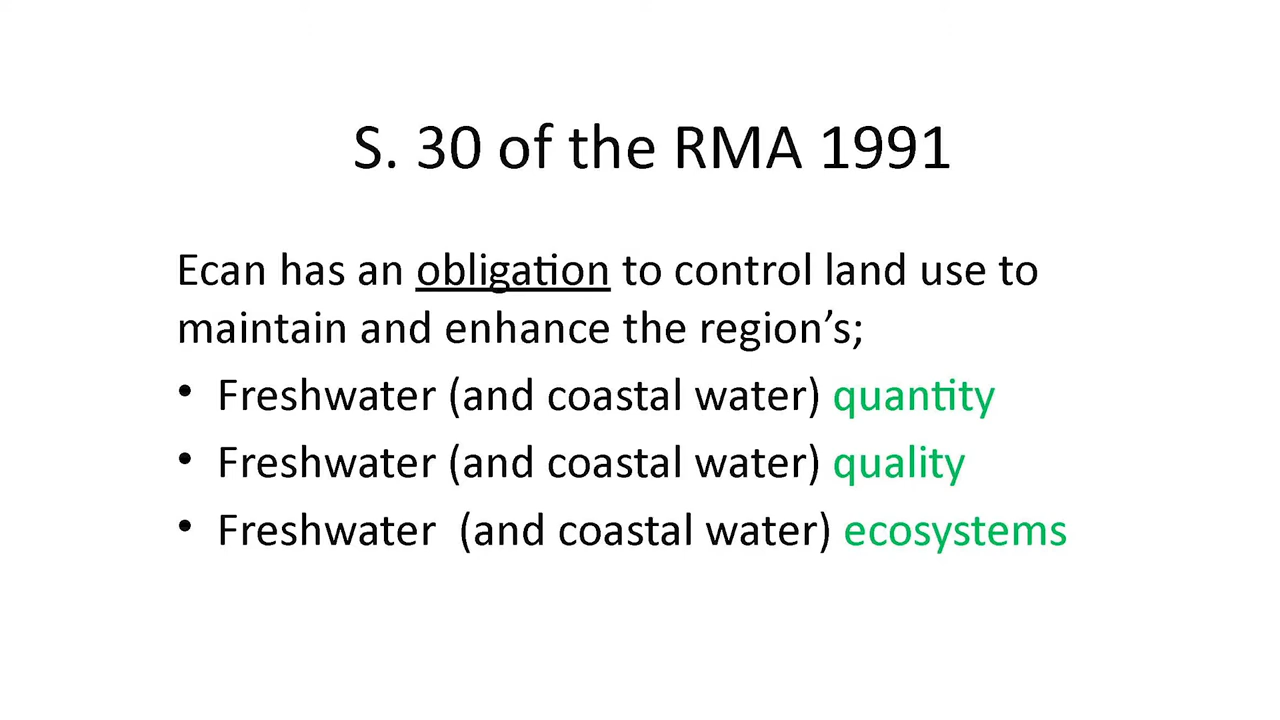 S. 30 of the RMA 1991
Ecan has an obligation to control land use to
maintain and enhance the region’s;
• Freshwater (and coastal water) quantity
• Freshwater (and coastal water) quality
• Freshwater  (and coastal water) ecosystems